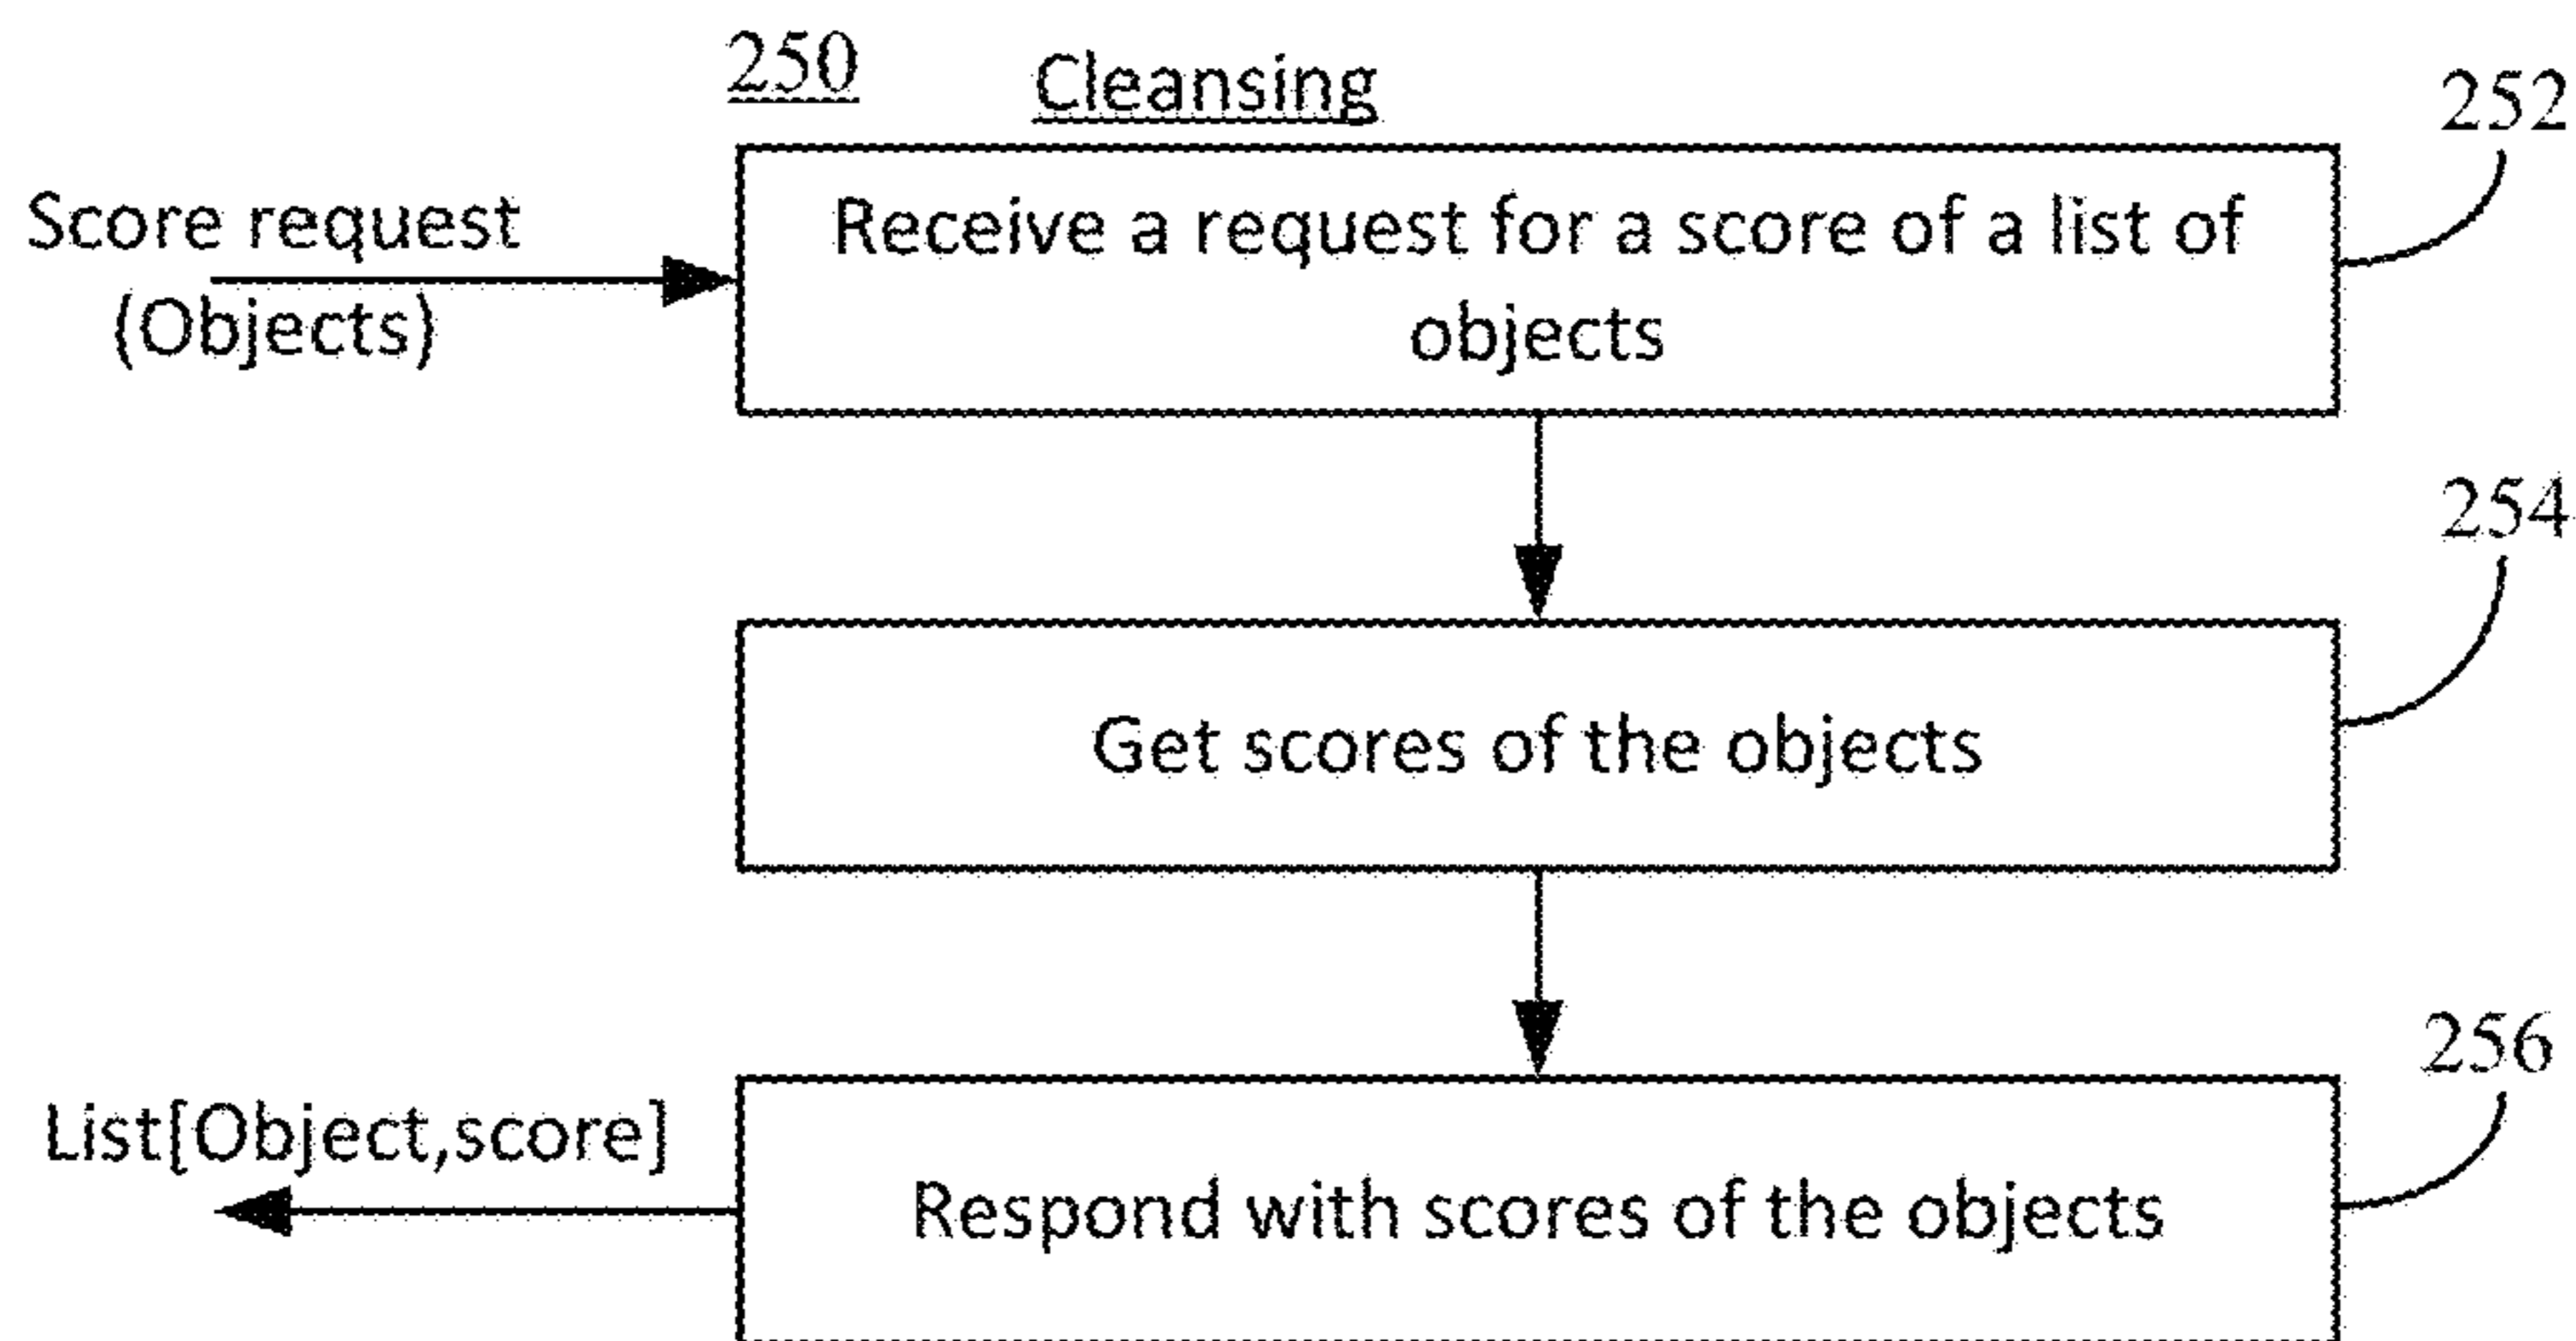 250 Cleansing
252
Score request
(Objects)
Receive a request for a score of a list of
objects
254
Get scores of the objects
256
List[Object,score]
Respond with scores of the objects